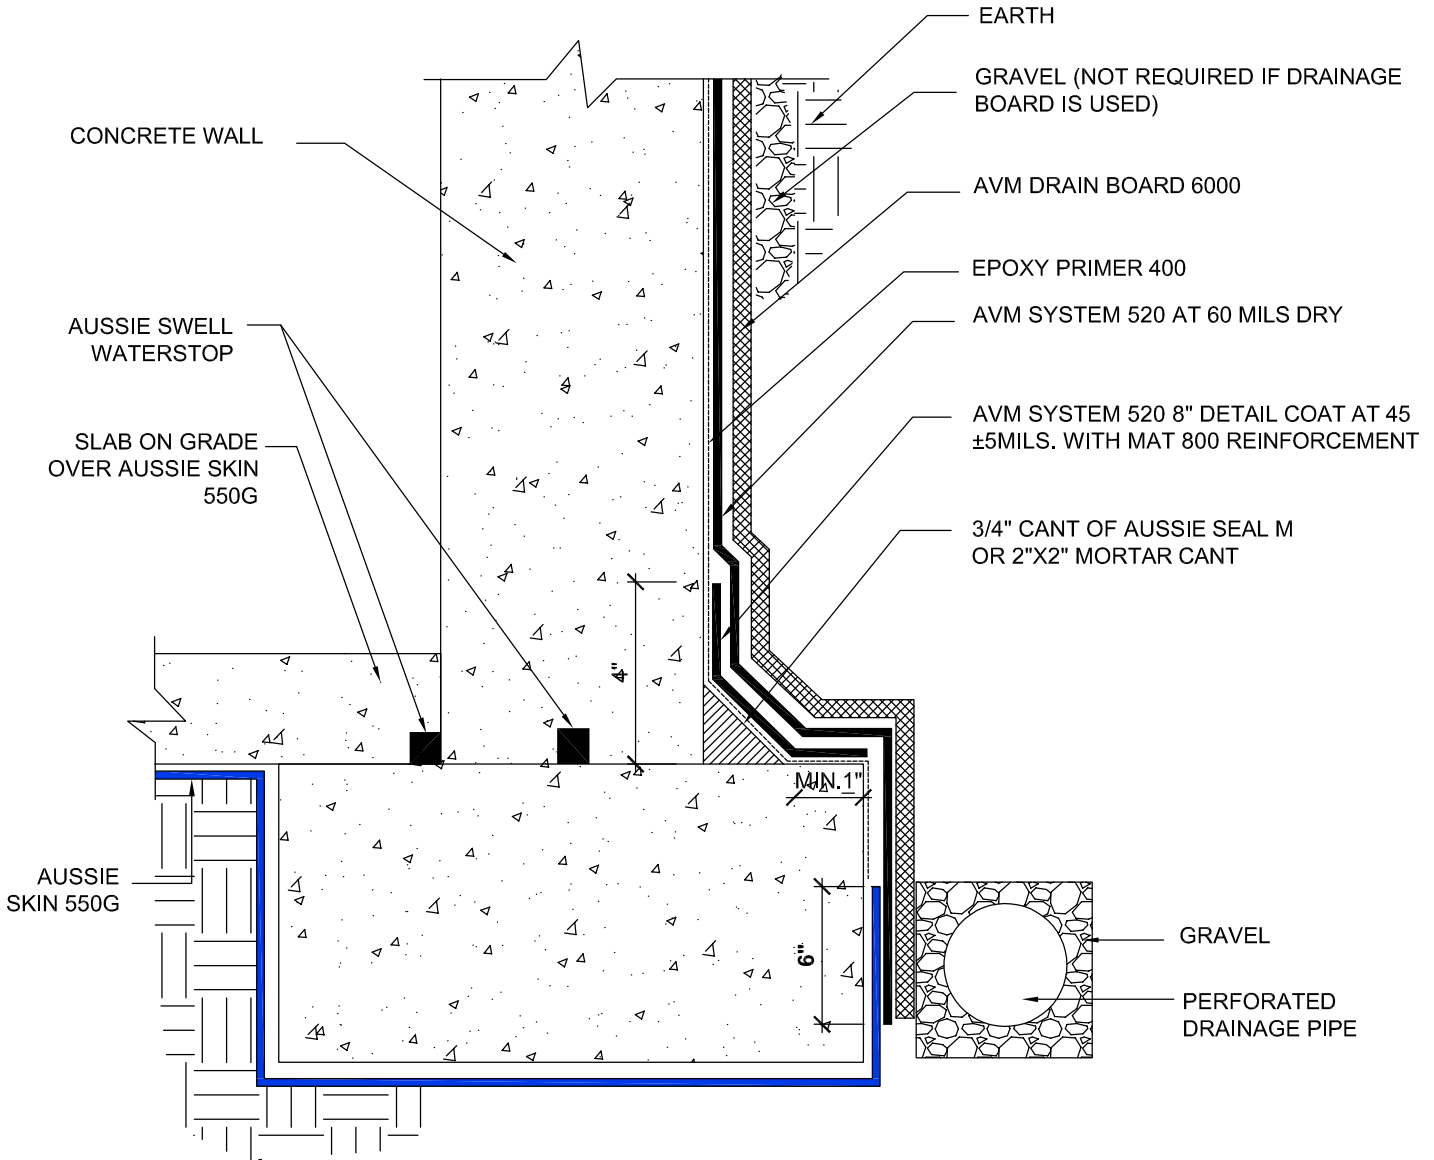 EARTH
GRAVEL (NOT REQUIRED IF DRAINAGE
BOARD IS USED)
CONCRETE WALL
AVM DRAIN BOARD 6000
EPOXY PRIMER 400
AUSSIE SWELL
WATERSTOP
AVM SYSTEM 520 AT 60 MILS DRY
SLAB ON GRADE
OVER AUSSIE SKIN
550G
AVM SYSTEM 520 8" DETAIL COAT AT 45
±5MILS. WITH MAT 800 REINFORCEMENT
3/4" CANT OF AUSSIE SEAL M
OR 2"X2" MORTAR CANT
4"
MIN.1"
AUSSIE
SKIN 550G
6"
GRAVEL
PERFORATED
DRAINAGE PIPE